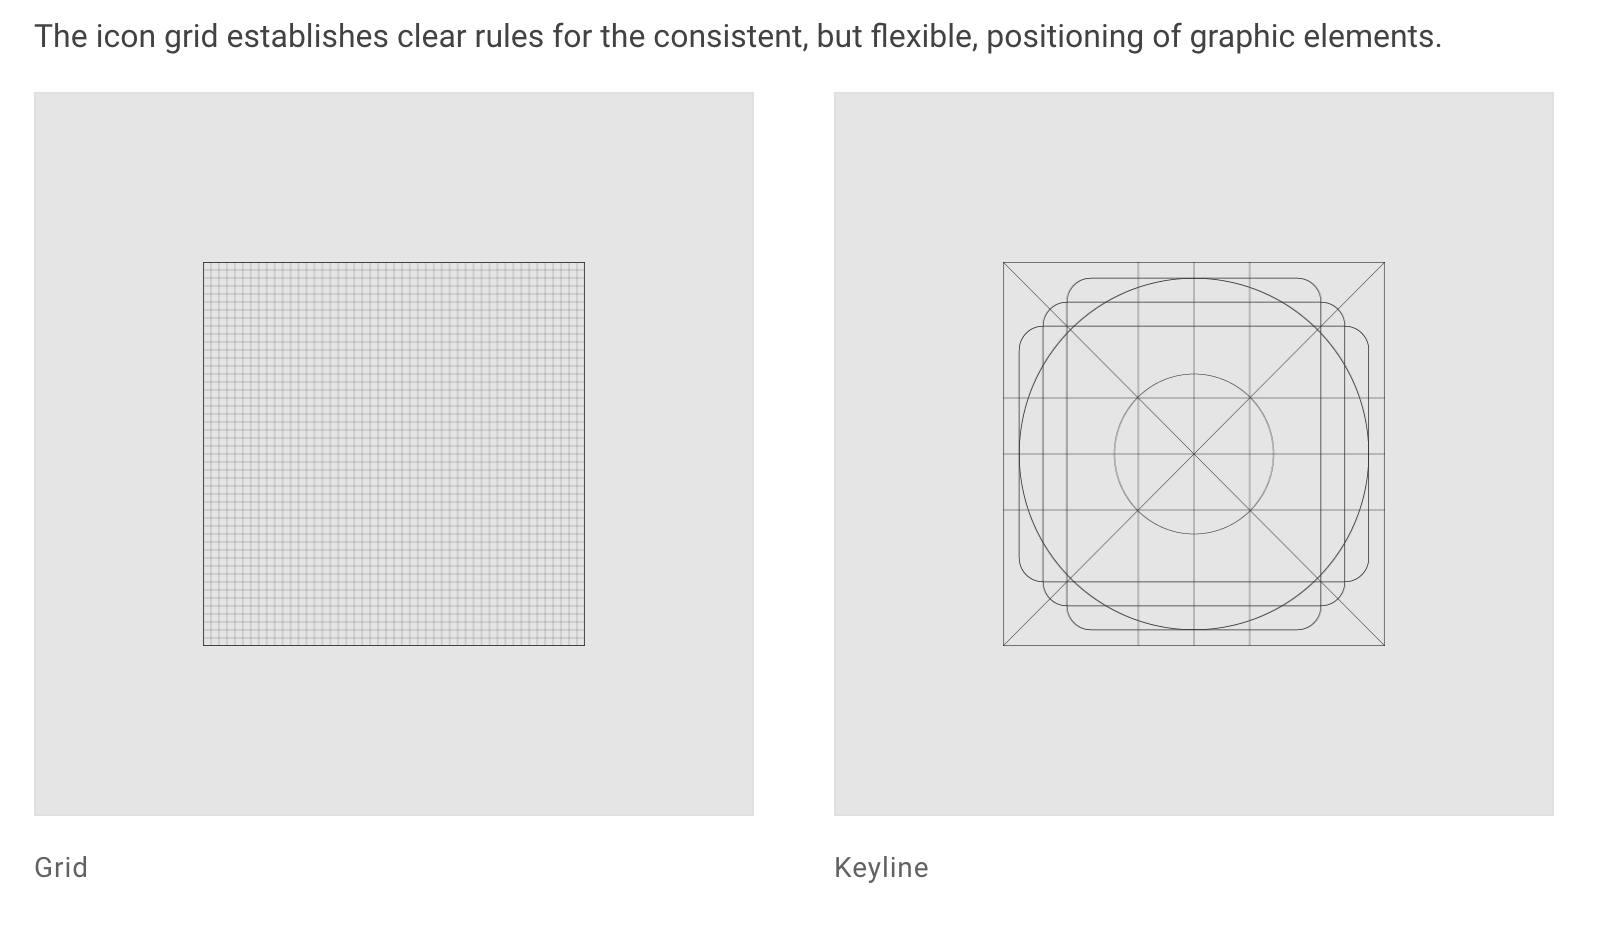 The icon grid establishes clear rules for the consistent, but flexible, positioning of graphic elements.
Grid
Keyline